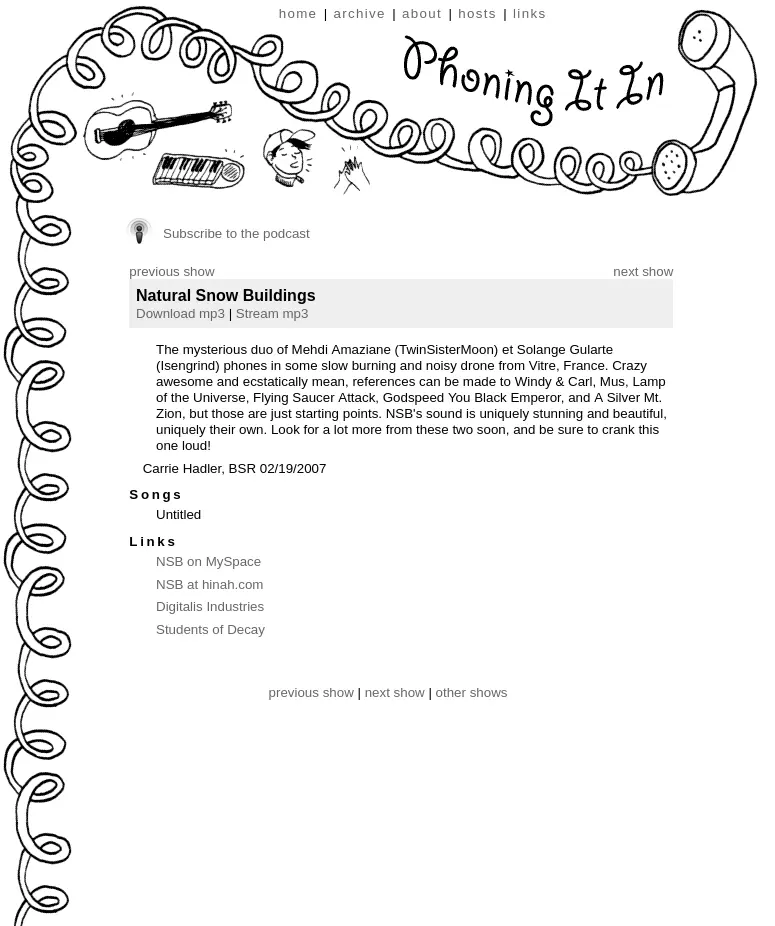 home | archive | about | hosts | links
Phoning It In
Subscribe to the podcast
previous show next show
Natural Snow Buildings
Download mp3 | Stream mp3
The mysterious duo of Mehdi Amaziane (TwinSisterMoon) et Solange Gularte
(Isengrind) phones in some slow burning and noisy drone from Vitre, France. Crazy
awesome and ecstatically mean, references can be made to Windy & Carl, Mus, Lamp
of the Universe, Flying Saucer Attack, Godspeed You Black Emperor, and A Silver Mt.
Zion, but those are just starting points. NSB's sound is uniquely stunning and beautiful,
uniquely their own. Look for a lot more from these two soon, and be sure to crank this
one loud!
Carrie Hadler, BSR 02/19/2007
Songs
Untitled
Links
NSB on MySpace
NSB at hinah.com
Digitalis Industries
Students of Decay
previous show | next show | other shows